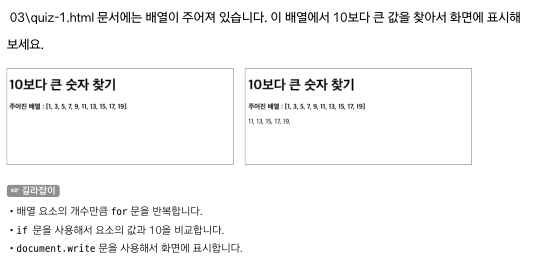 03\quiz-1.html 문서에는 배열이 주어져 있습니다. 이 배열에서 10보다 큰 값을 찾아서 화면에 표시해
보세요.
10보다 큰 숫자 찾기
주어진 배열 : [1, 3, 5, 7, 9, 11, 13, 15, 17, 19]
10보다 큰 숫자 찾기
주어진 배열 : [1, 3, 5, 7, 9, 11, 13, 15, 17, 19]
11, 13, 15, 17, 19,
☞ 길라잡이
• 배열 요소의 개수만큼 for 문을 반복합니다.
• if 문을 사용해서 요소의 값과 10을 비교합니다.
• document.write 문을 사용해서 화면에 표시합니다.